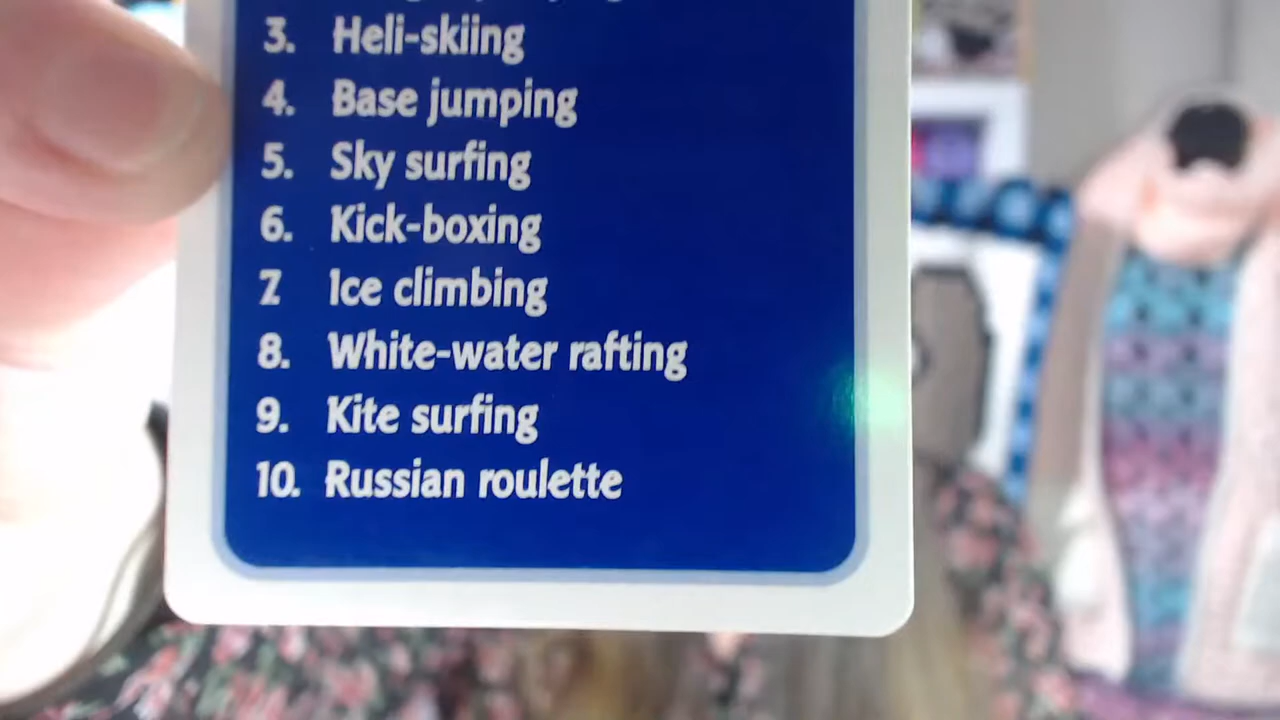 3. Heli-skiing
4. Base jumping
5. Sky surfing
6. Kick-boxing
7 Ice climbing
8. White-water rafting
9. Kite surfing
10. Russian roulette